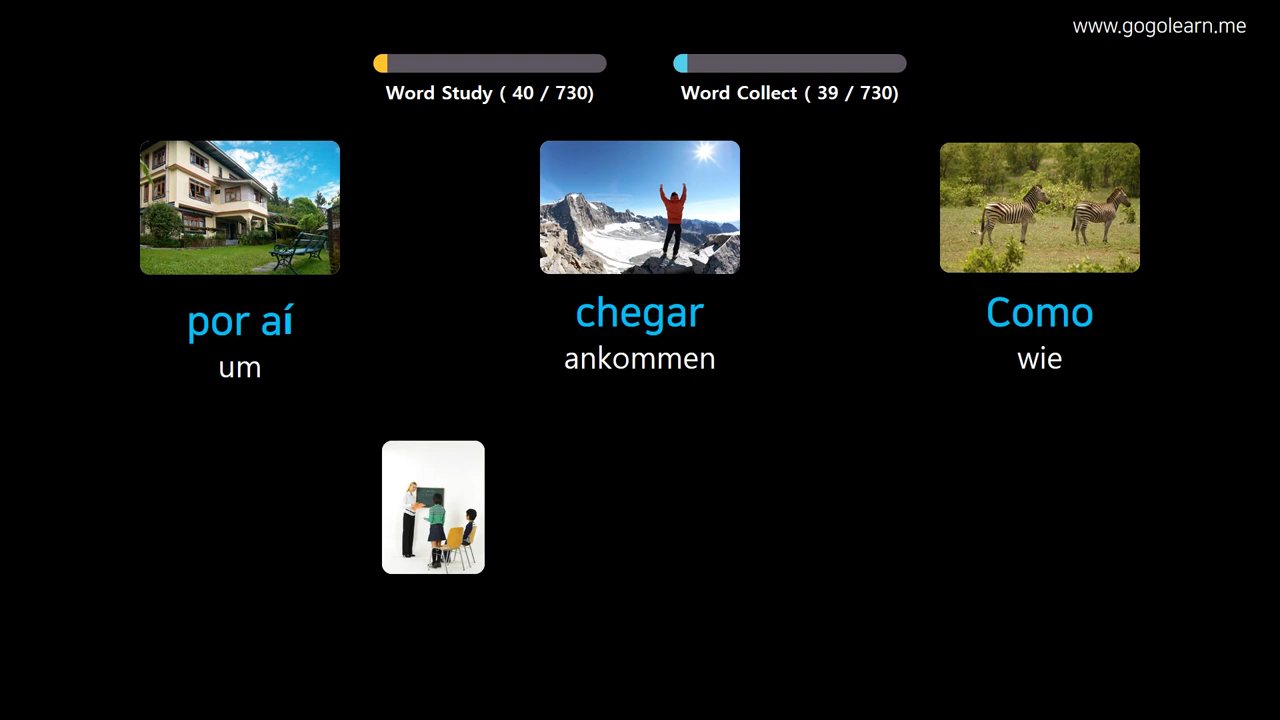 www.gogolearn.me
Word Study ( 40 / 730)
Word Collect ( 39 / 730)
por aí
um
chegar
ankommen
Como
wie